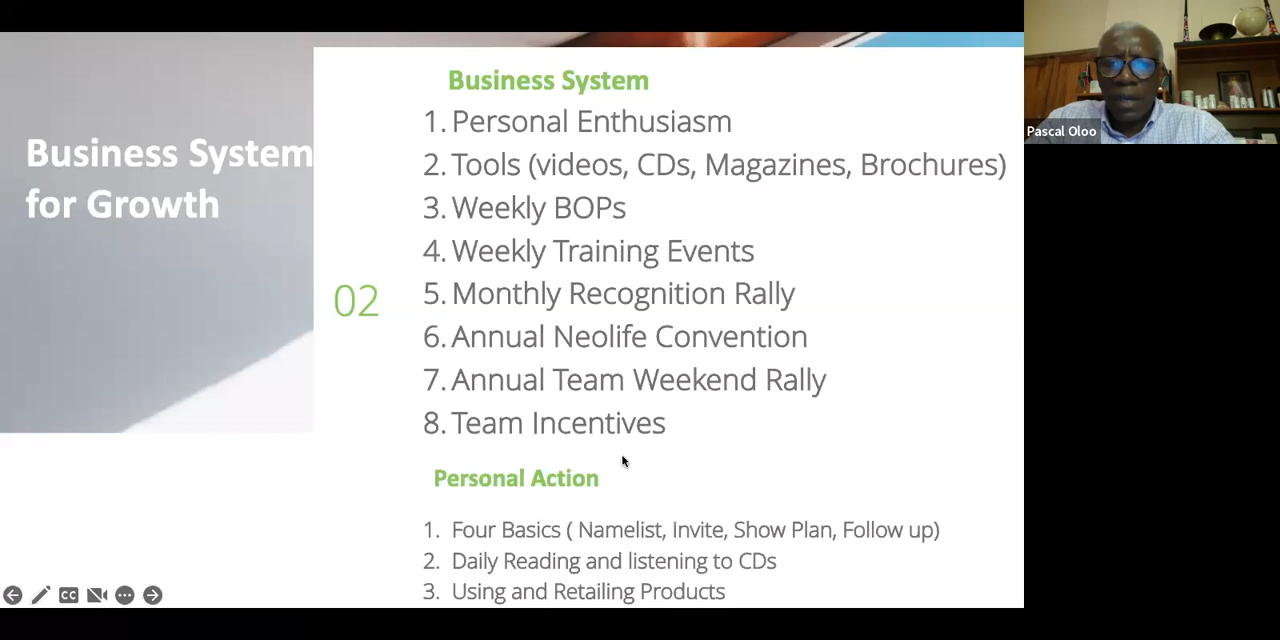 Business System
for Growth
02
Business System
1. Personal Enthusiasm
2. Tools (videos, CDs, Magazines, Brochures)
3. Weekly BOPs
4. Weekly Training Events
5. Monthly Recognition Rally
6. Annual Neolife Convention
7. Annual Team Weekend Rally
8. Team Incentives
Personal Action
1. Four Basics ( Namelist, Invite, Show Plan, Follow up)
2. Daily Reading and listening to CDs
3. Using and Retailing Products
CC
Pascal Oloo